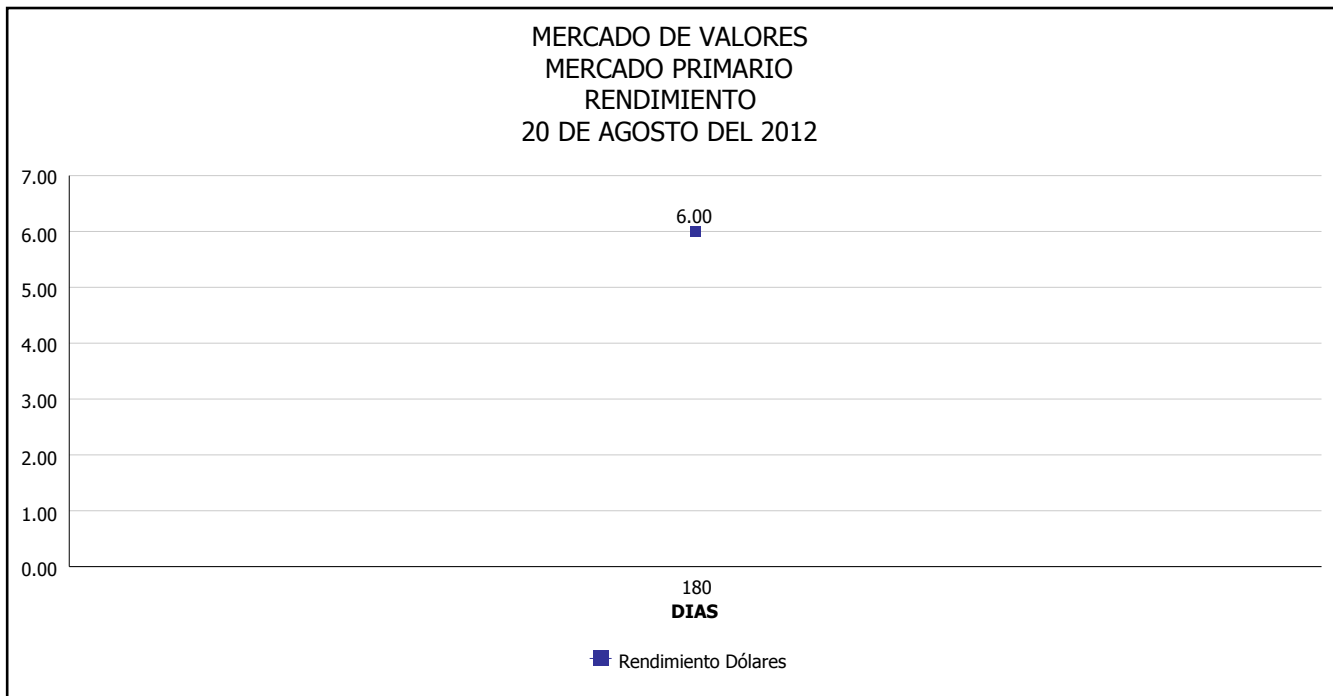 MERCADO DE VALORES
MERCADO PRIMARIO
RENDIMIENTO
20 DE AGOSTO DEL 2012
7.00
6.00
6.00
5.00
4.00
3.00
2.00
1.00
0.00
180
DIAS
Rendimiento Dólares